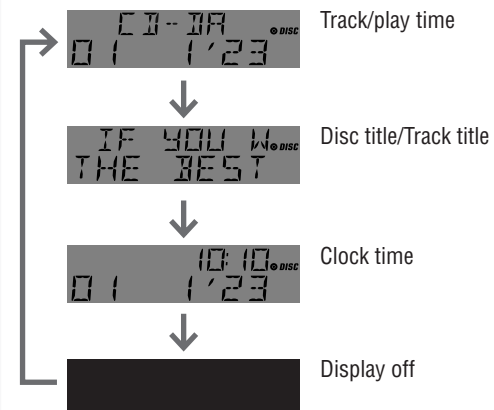 CD-DA
DISC
Track/play time
01 1'23
IF YOU W
DISC
Disc title/Track title
THE BEST
10:10
DISC
Clock time
01 1'23
Display off